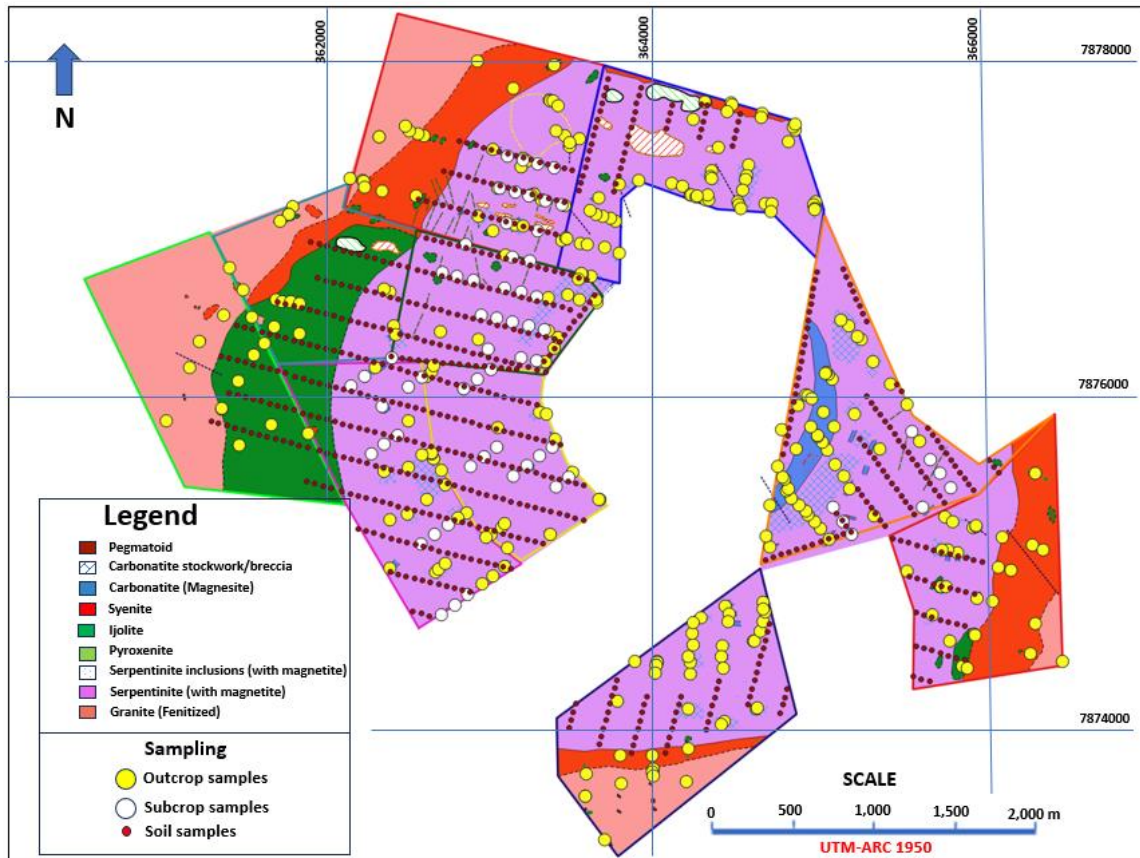 362000
364000
366000
7878000
N
7876000
Legend
Pegmatoid
Carbonatite stockwork/breccia
Carbonatite (Magnesite)
Syenite
Ijolite
Pyroxenite
Serpentinite inclusions (with magnetite)
Serpentinite (with magnetite)
Granite (Fenitized)
Sampling
Outcrop samples
Subcrop samples
Soil samples
7874000
SCALE
0 500 1,000 1,500 2,000 m
UTM-ARC 1950